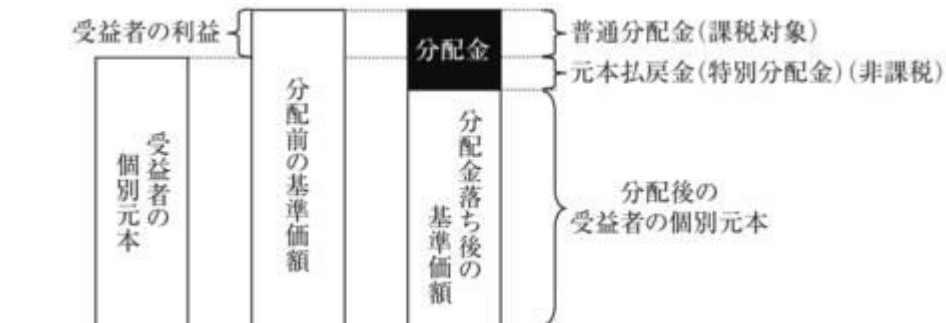 受益者の利益
分配金
普通分配金(課税対象)
元本払戻金(特別分配金)(非課税)
受益者の
個別元本
分配前の基準価額
分配金落ち後の
基準価額
分配後の
受益者の個別元本